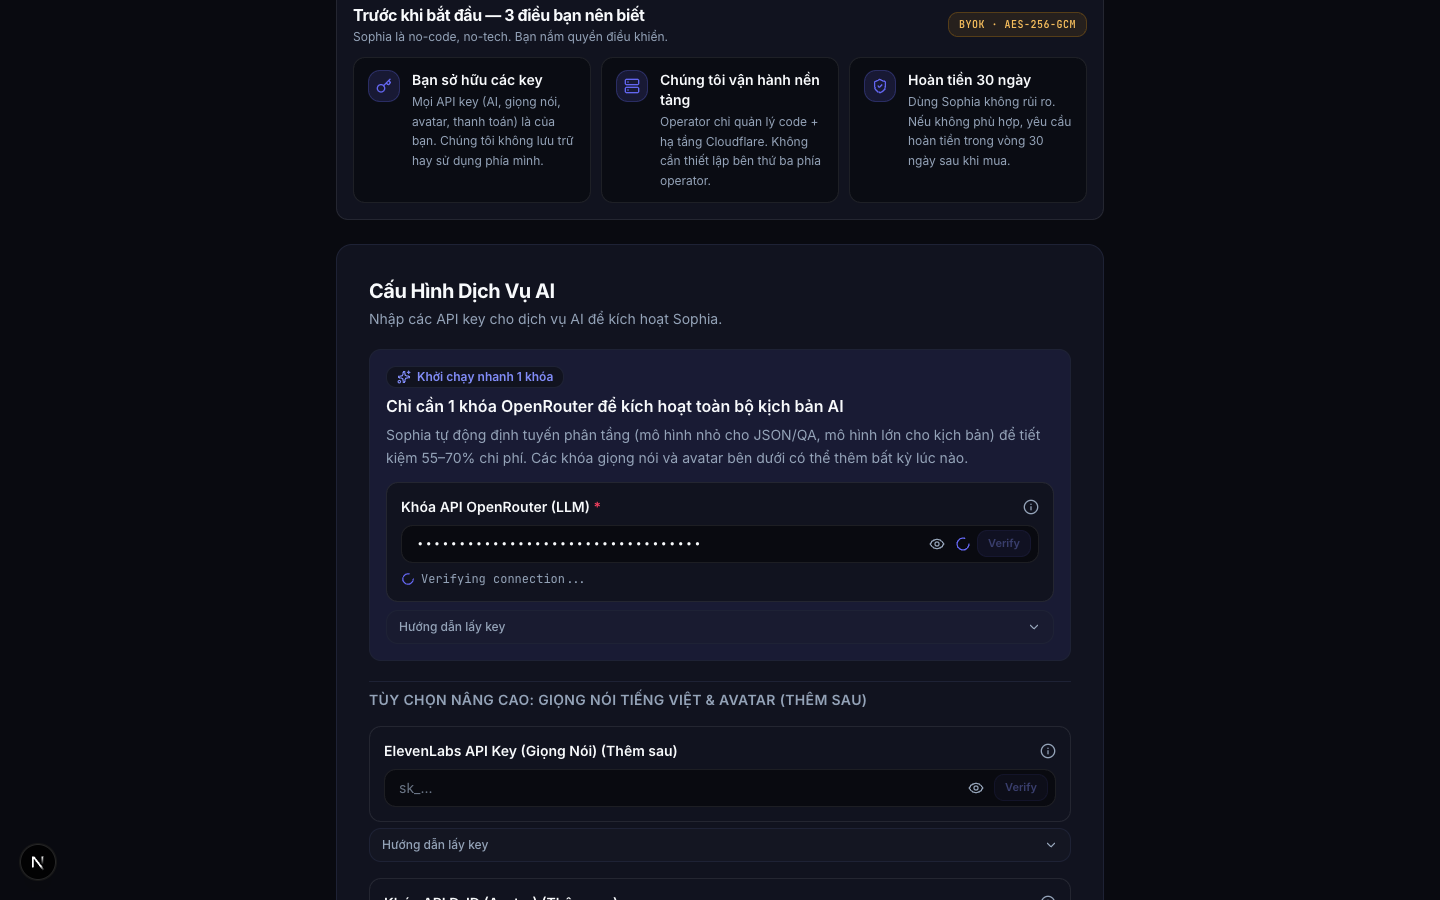 Trước khi bắt đầu — 3 điều bạn nên biết
BYOK · AES-256-GCM
Sophia là no-code, no-tech. Bạn nắm quyền điều khiển.
Bạn sở hữu các key
Mọi API key (AI, giọng nói,
avatar, thanh toán) là của
bạn. Chúng tôi không lưu trữ
hay sử dụng phía mình.
Chúng tôi vận hành nền
tảng
Operator chỉ quản lý code +
hạ tầng Cloudflare. Không
cần thiết lập bên thứ ba phía
operator.
Hoàn tiền 30 ngày
Dùng Sophia không rủi ro.
Nếu không phù hợp, yêu cầu
hoàn tiền trong vòng 30
ngày sau khi mua.
Cấu Hình Dịch Vụ AI
Nhập các API key cho dịch vụ AI để kích hoạt Sophia.
Khởi chạy nhanh 1 khóa
Chỉ cần 1 khóa OpenRouter để kích hoạt toàn bộ kịch bản AI
Sophia tự động định tuyến phân tầng (mô hình nhỏ cho JSON/QA, mô hình lớn cho kịch bản) để tiết
kiệm 55–70% chi phí. Các khóa giọng nói và avatar bên dưới có thể thêm bất kỳ lúc nào.
Khóa API OpenRouter (LLM) *
••••••••••••••••••••••••••••••••••
Verify
Verifying connection...
Hướng dẫn lấy key
TÙY CHỌN NÂNG CAO: GIỌNG NÓI TIẾNG VIỆT & AVATAR (THÊM SAU)
ElevenLabs API Key (Giọng Nói) (Thêm sau)
sk_...
Verify
Hướng dẫn lấy key
Khóa API D-ID (Avatar) (Thêm sau)
N